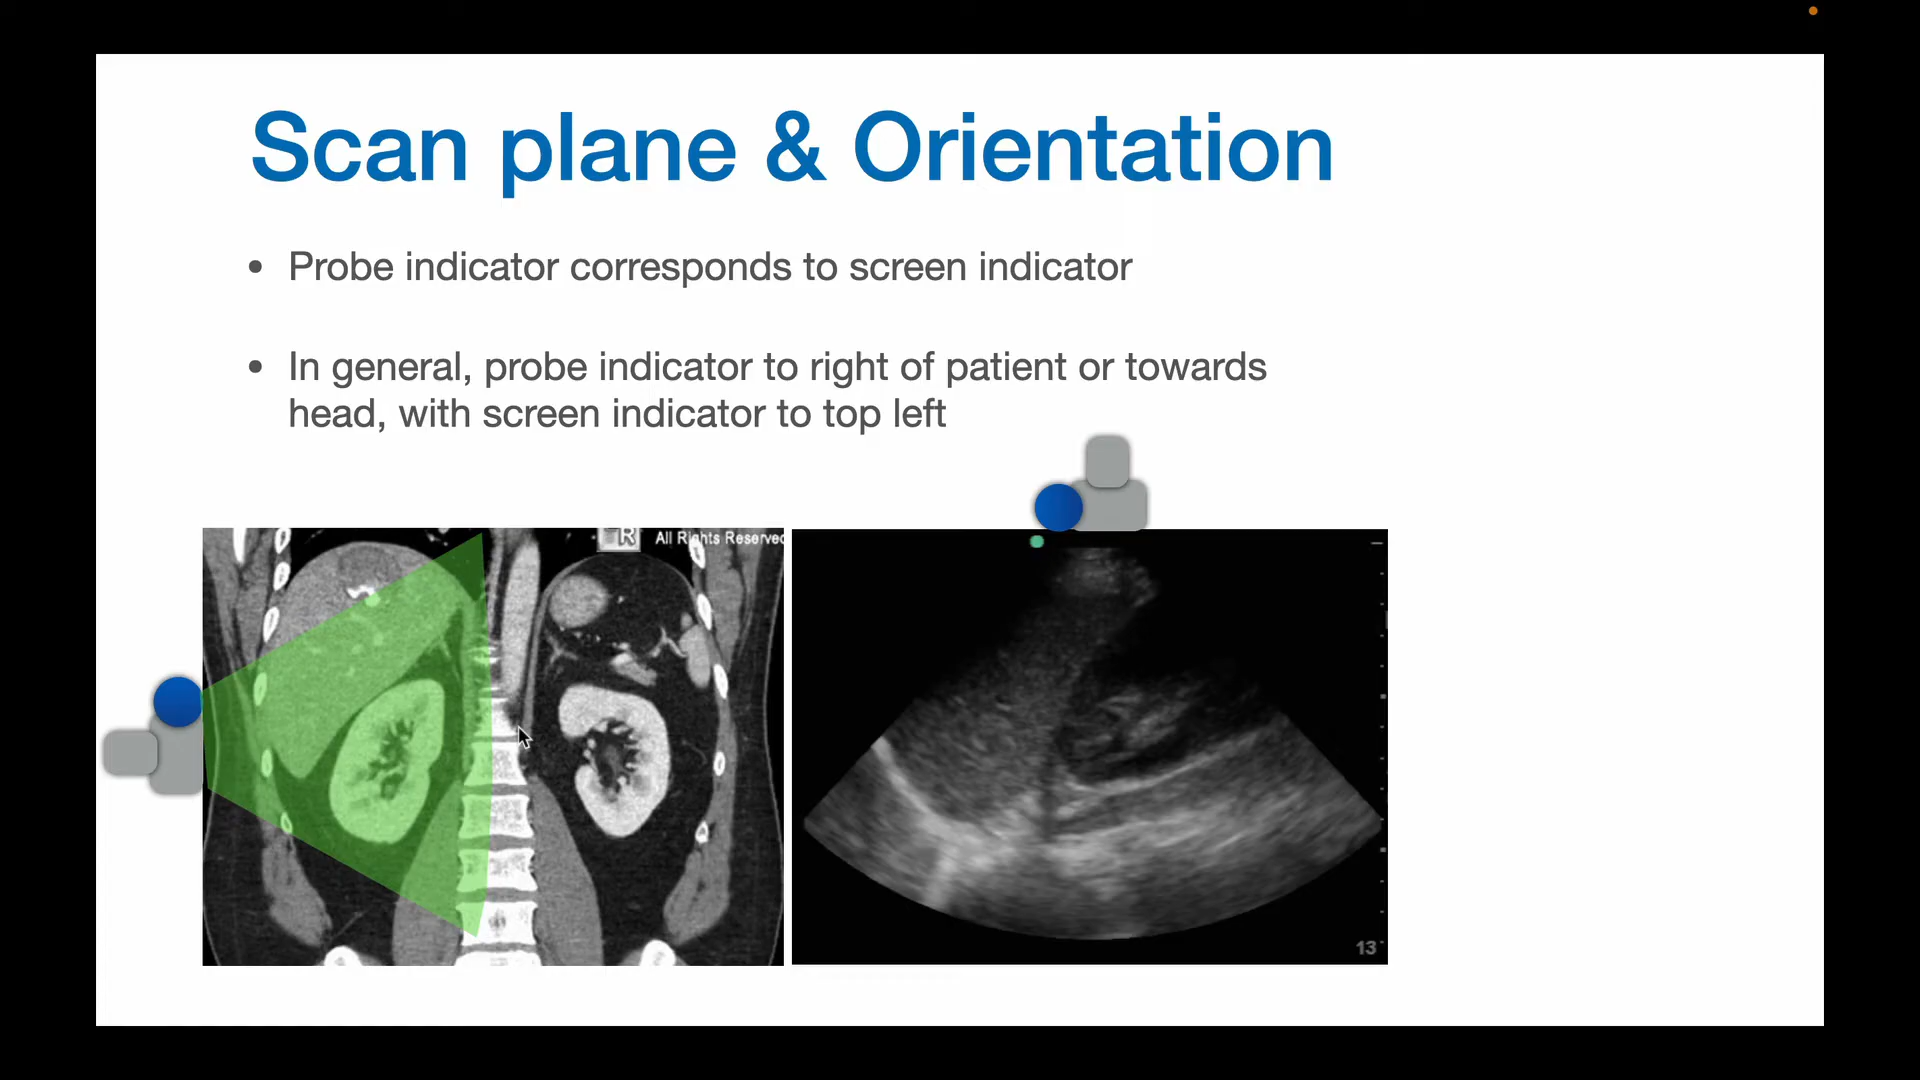 Scan plane & Orientation
• Probe indicator corresponds to screen indicator
• In general, probe indicator to right of patient or towards
head, with screen indicator to top left
R
All Rights Reserved
13